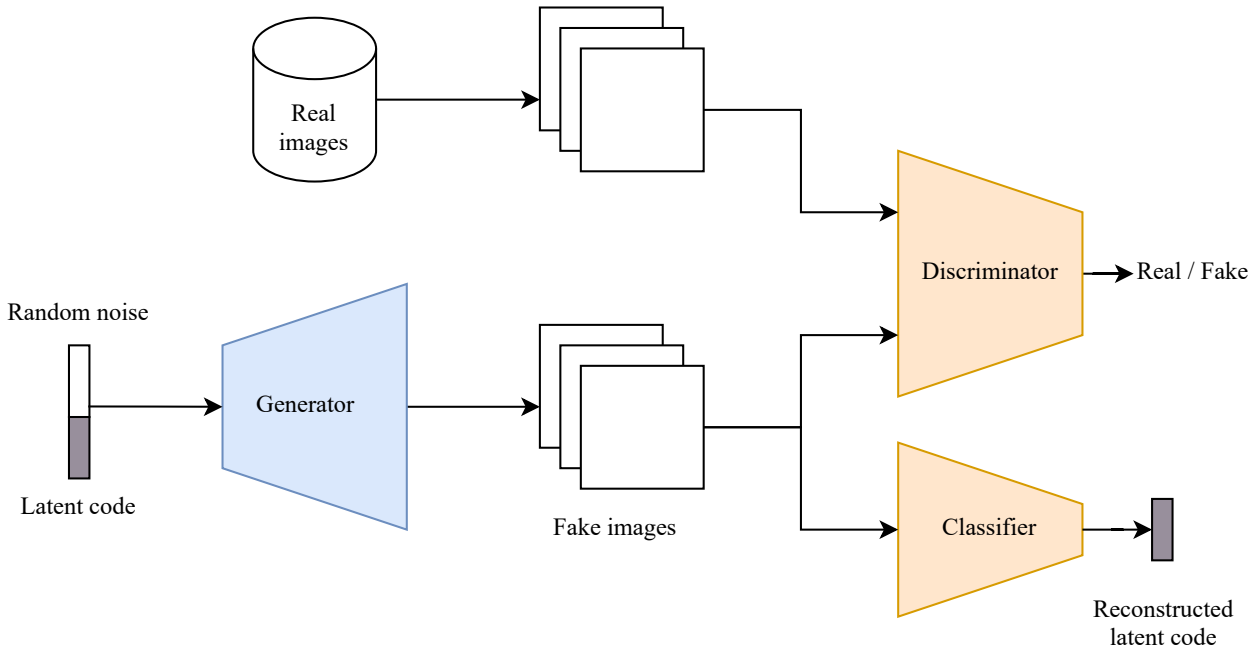 Real
images
Discriminator
Real / Fake
Random noise
Generator
Latent code
Fake images
Classifier
Reconstructed
latent code